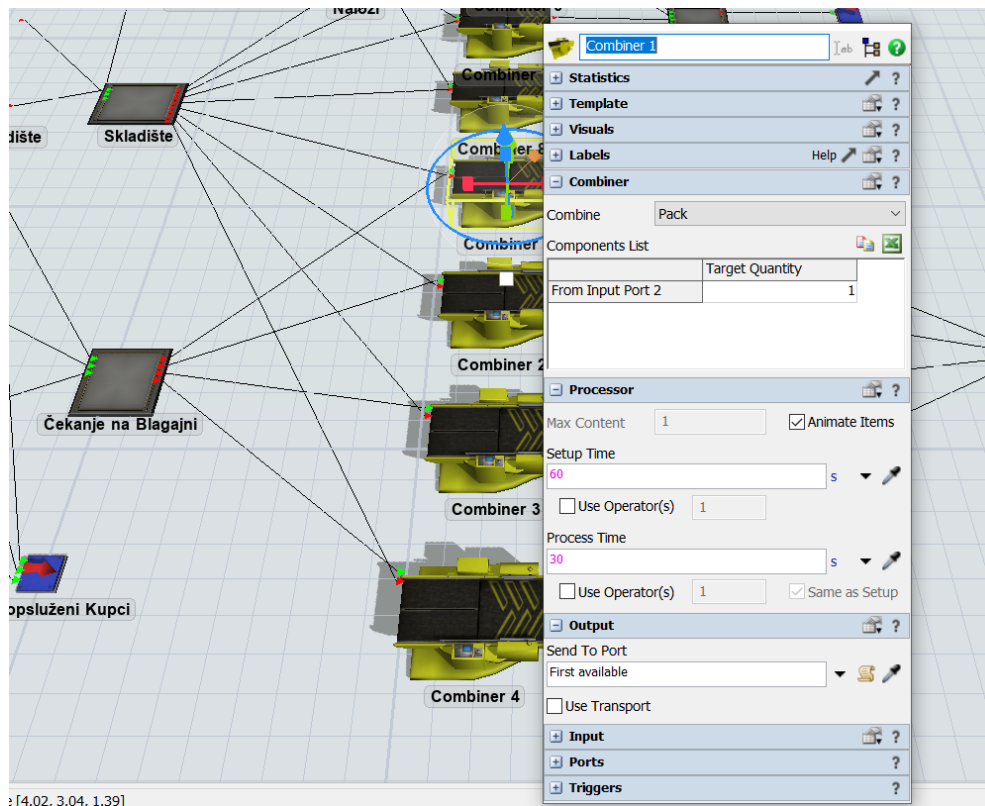 Naloži
Combiner
Skladište
dište
Combiner 8
Combiner
Combiner 2
Čekanje na Blagajni
Combiner 3
opsluženi Kupci
Combiner 4
e [4.02, 3.04, 1.39]
Combiner 1
Statistics ?
Template ?
Visuals ?
Labels Help ?
Combiner ?
Combine Pack
Components List
Target Quantity
From Input Port 2 1
Processor ?
Max Content 1 Animate Items
Setup Time
60 s
Use Operator(s) 1
Process Time
30 s
Use Operator(s) 1 Same as Setup
Output ?
Send To Port
First available
Use Transport
Input ?
Ports ?
Triggers ?